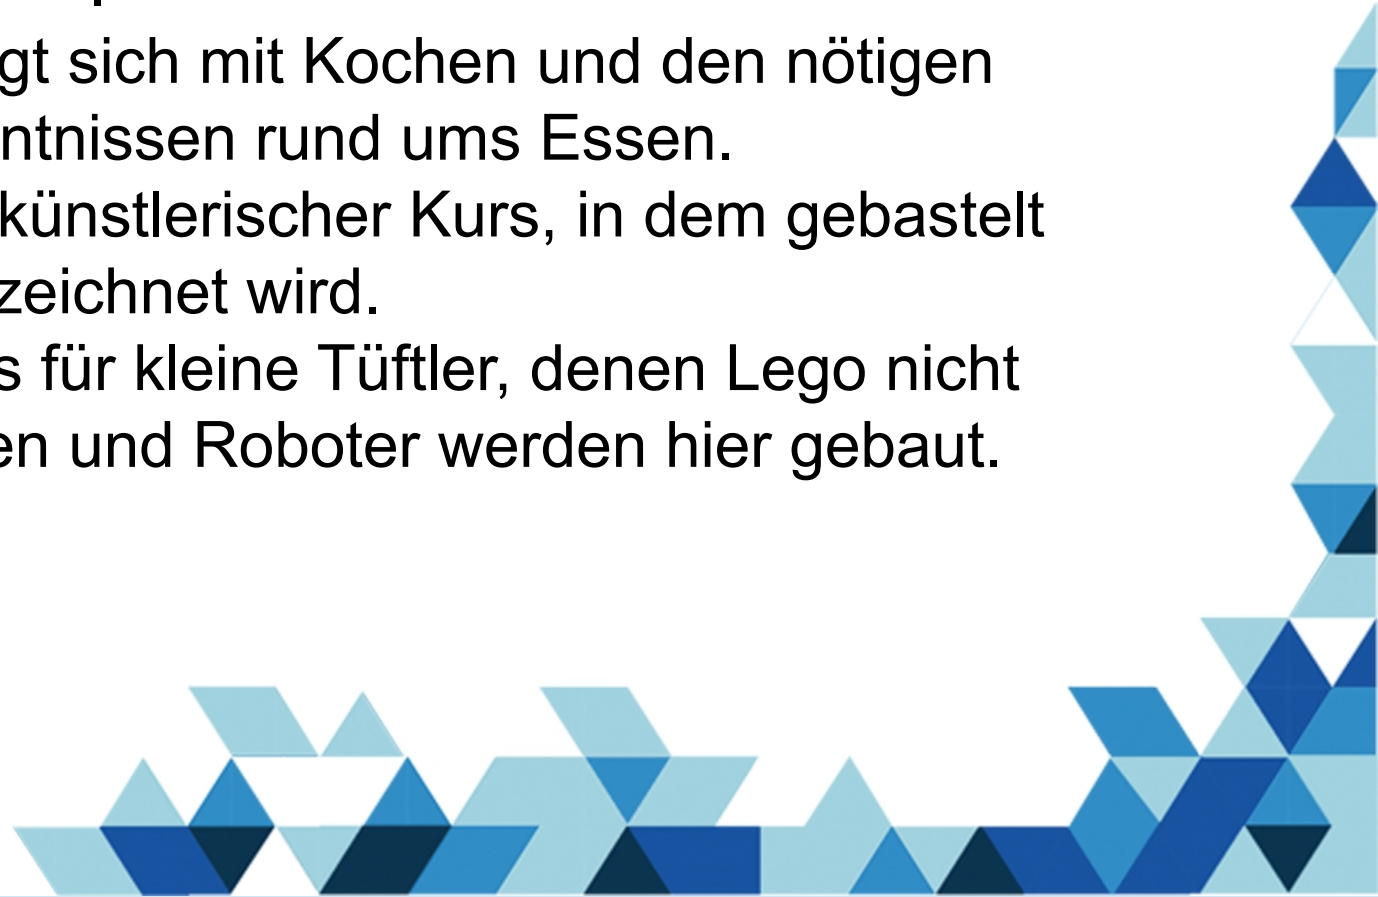 gt sich mit Kochen und den nötigen
ntnissen rund ums Essen.
künstlerischer Kurs, in dem gebastelt
zeichnet wird.
s für kleine Tüftler, denen Lego nicht
en und Roboter werden hier gebaut.